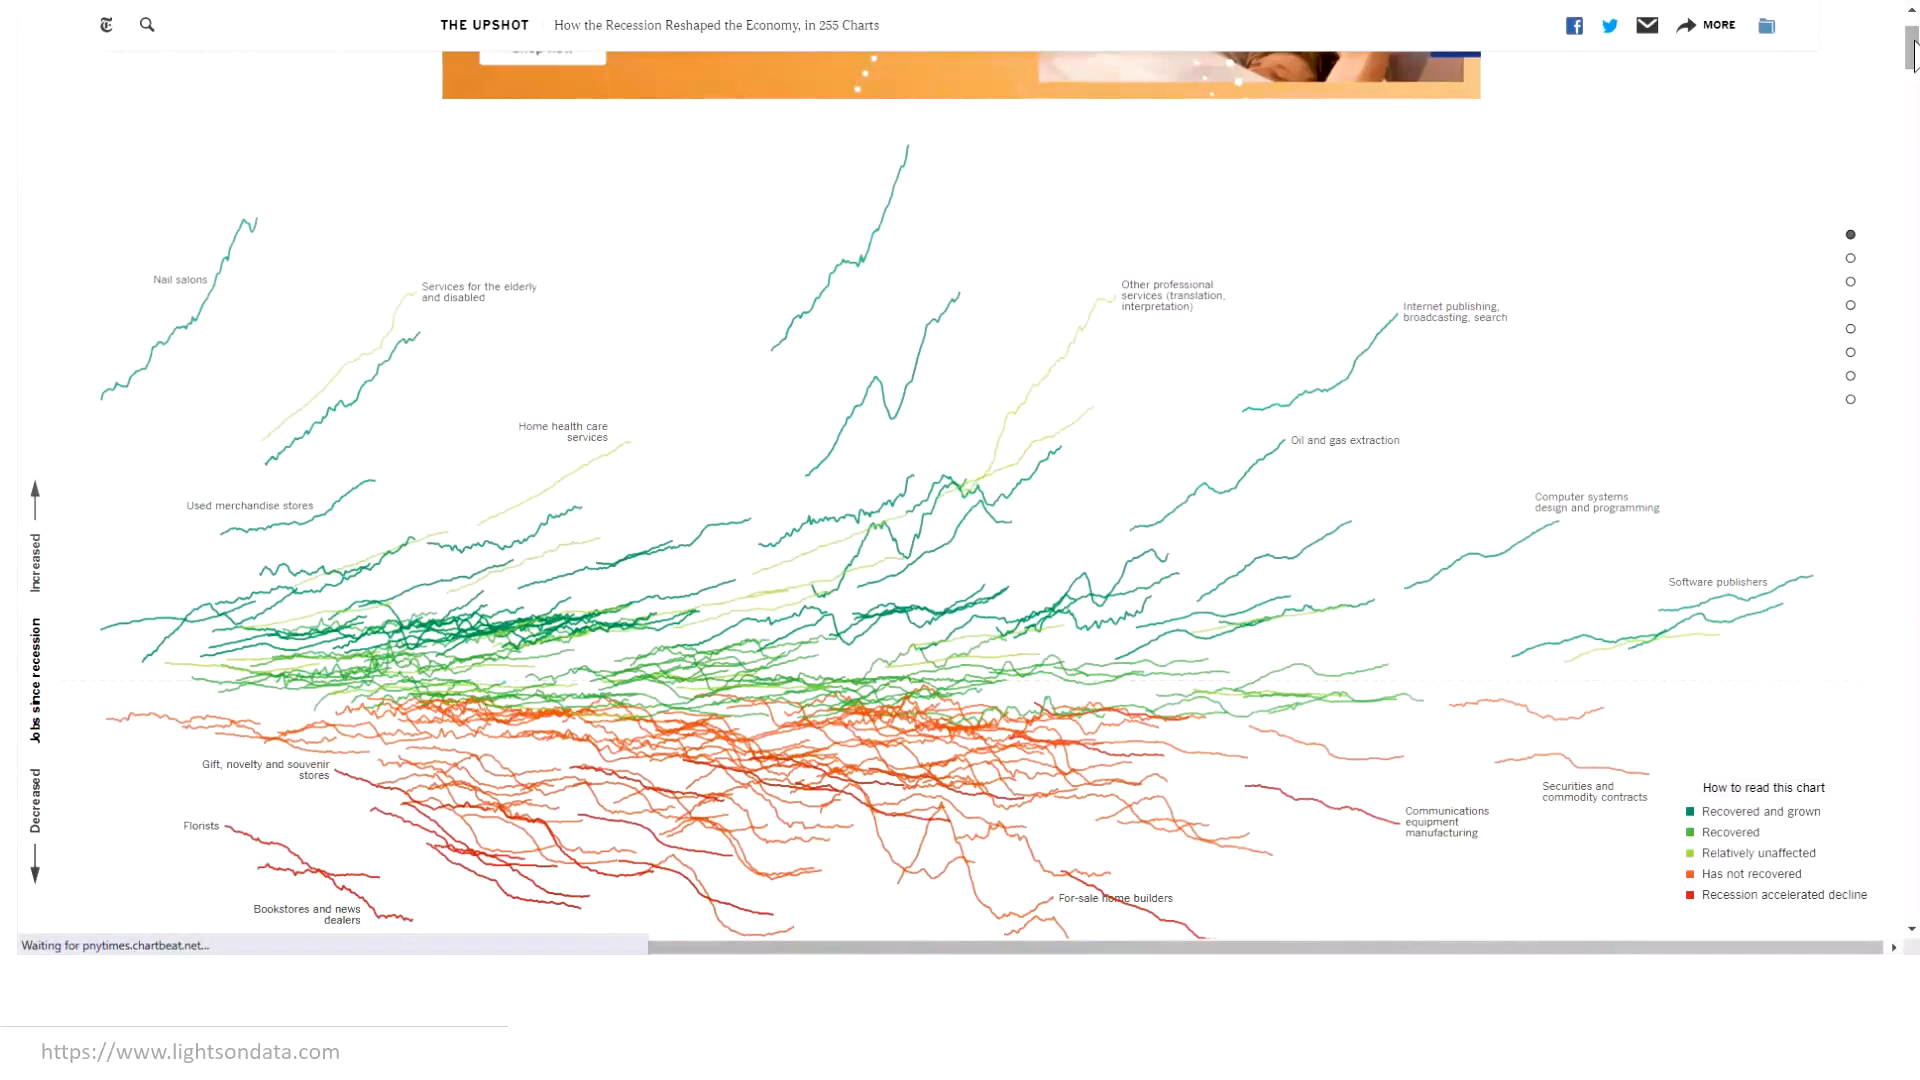 THE UPSHOT
How the Recession Reshaped the Economy, in 255 Charts
MORE
Nail salons
Services for the elderly
and disabled
Other professional
services (translation,
interpretation)
Internet publishing,
broadcasting, search
Home health care
services
Oil and gas extraction
Used merchandise stores
Computer systems
design and programming
Software publishers
Increased
Jobs since recession
Decreased
Gift, novelty and souvenir
stores
Florists
Bookstores and news
dealers
Securities and
commodity contracts
Communications
equipment
manufacturing
For-sale home builders
How to read this chart
Recovered and grown
Recovered
Relatively unaffected
Has not recovered
Recession accelerated decline
Waiting for pnytimes.chartbeat.net...
https://www.lightsondata.com